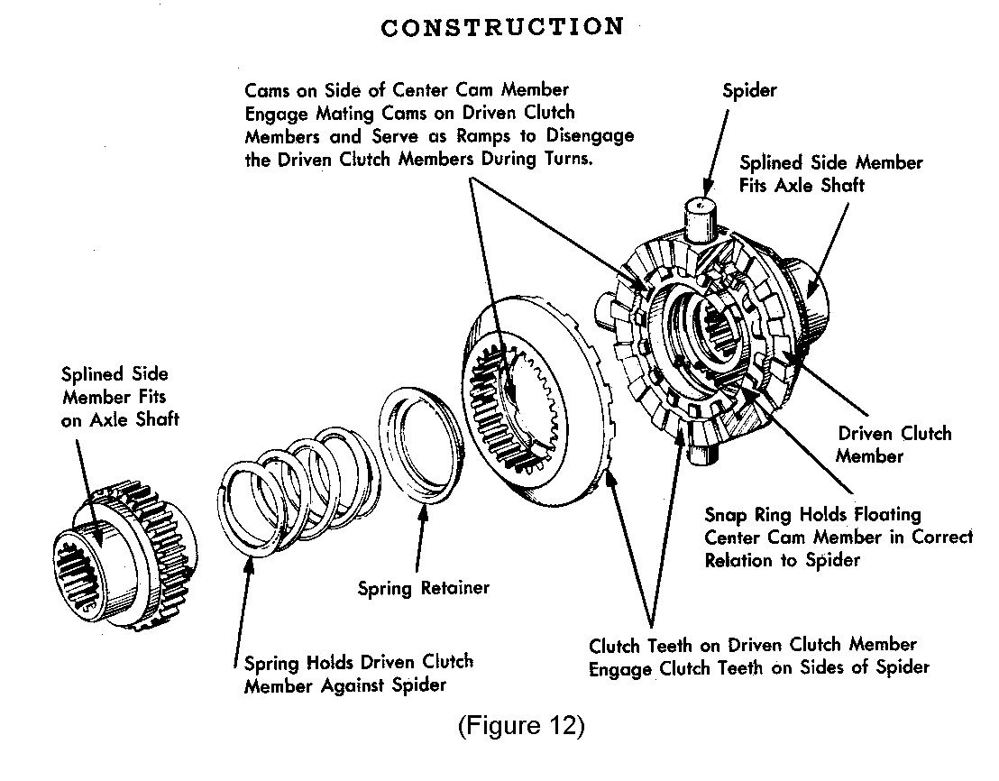 CONSTRUCTION
Cams on Side of Center Cam Member
Engage Mating Cams on Driven Clutch
Members and Serve as Ramps to Disengage
the Driven Clutch Members During Turns.
Spider
Splined Side Member
Fits Axle Shaft
Splined Side
Member Fits
on Axle Shaft
Driven Clutch
Member
Snap Ring Holds Floating
Center Cam Member in Correct
Relation to Spider
Spring Retainer
Clutch Teeth on Driven Clutch Member
Engage Clutch Teeth on Sides of Spider
Spring Holds Driven Clutch
Member Against Spider
(Figure 12)